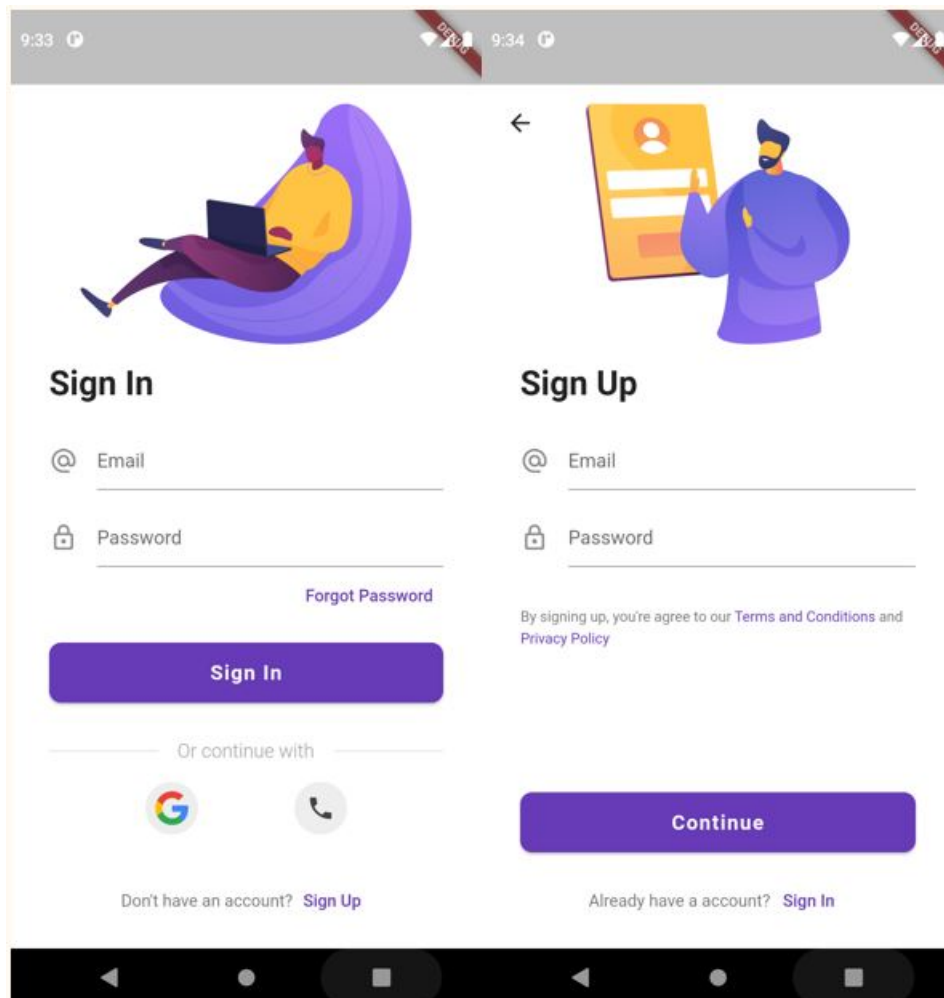 9:33
DEBUG
Sign In
Email
Password
Forgot Password
Sign In
Or continue with
Don't have an account? Sign Up
9:34
DEBUG
Sign Up
Email
Password
By signing up, you're agree to our Terms and Conditions and
Privacy Policy
Continue
Already have a account? Sign In